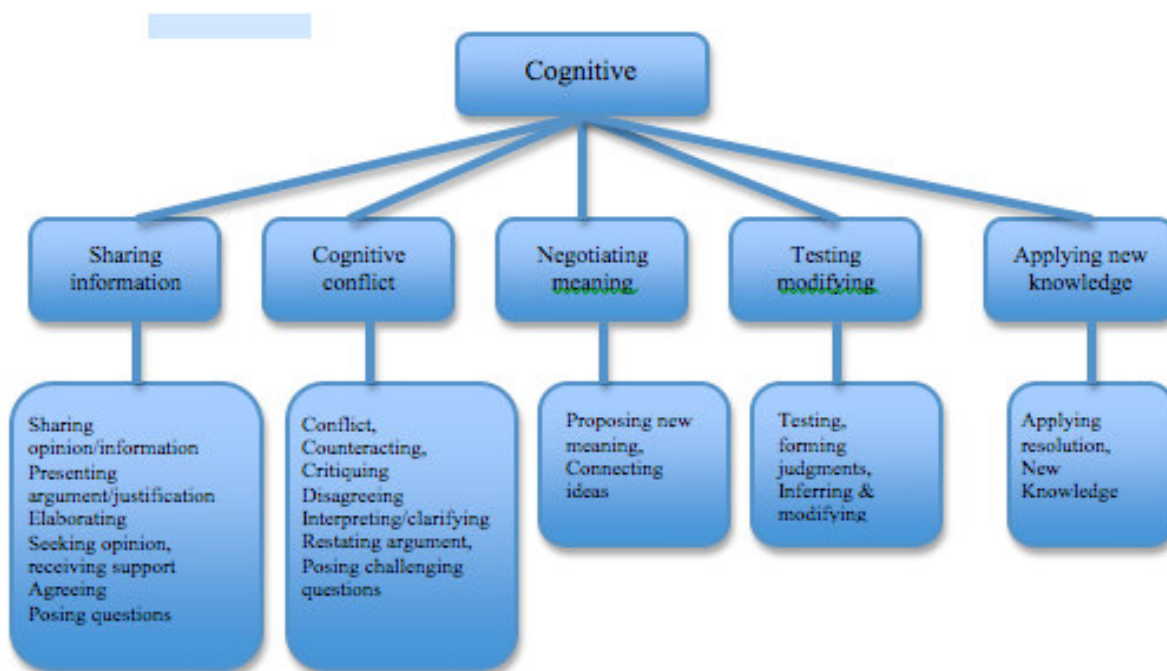 Cognitive
Sharing
information
Cognitive
conflict
Negotiating
meaning
Testing
modifying
Applying new
knowledge
Sharing
opinion/information
Presenting
argument/justification
Elaborating
Seeking opinion,
receiving support
Agreeing
Posing questions
Conflict,
Counteracting,
Critiquing
Disagreeing
Interpreting/clarifying
Restating argument,
Posing challenging
questions
Proposing new
meaning,
Connecting
ideas
Testing,
forming
judgments,
Inferring &
modifying
Applying
resolution,
New
Knowledge